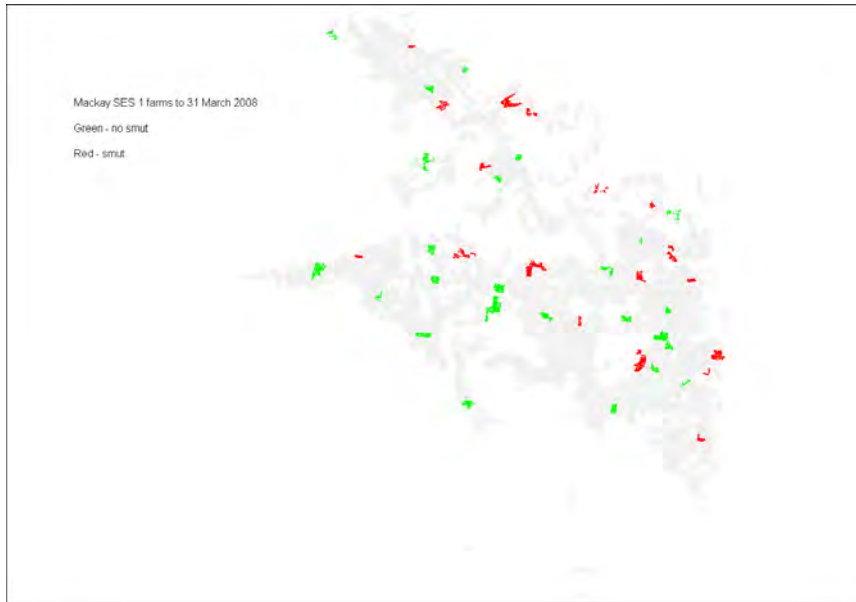 Mackay SES 1 farms to 31 March 2008
Green - no smut
Red - smut